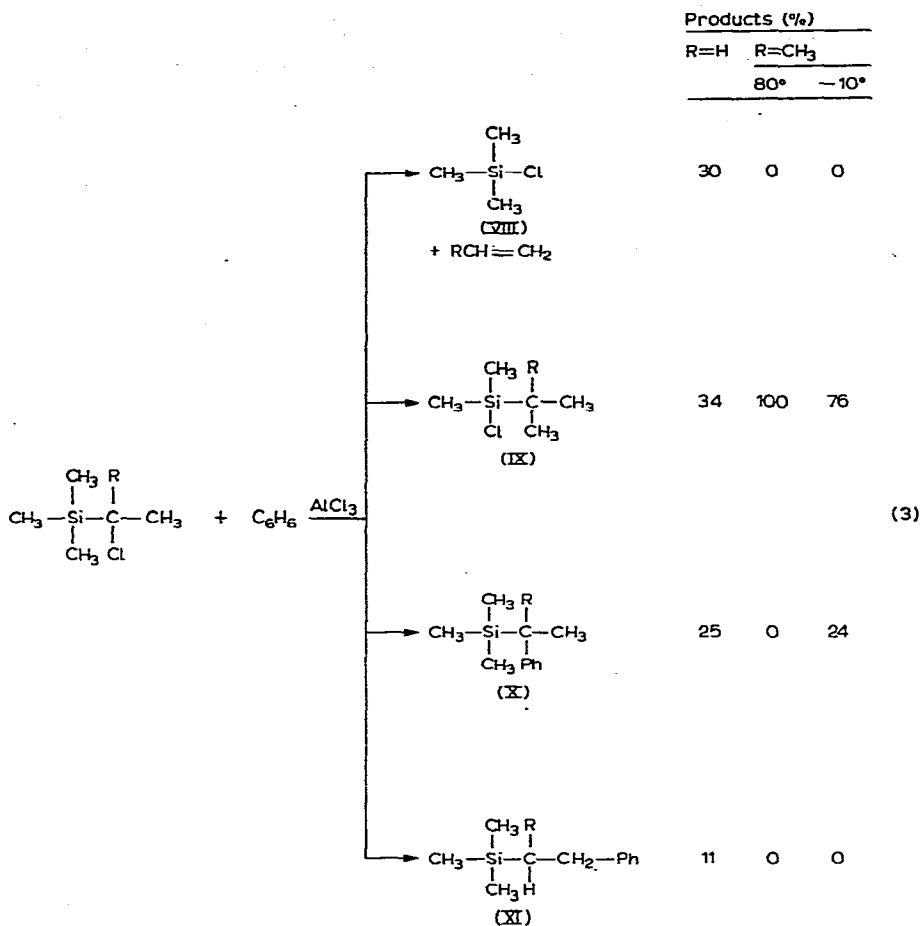 Products (%)
R=H R=CH3
80° —10°
CH3
CH3—Si—Cl 30 0 0
CH3
(VIII)
+ RCH=CH2
CH3 R
CH3—Si—C—CH3 34 100 76
Cl CH3
(IX)
CH3 R
CH3—Si—C—CH3 + C6H6 AlCl3 (3)
CH3 Cl
CH3 R
CH3—Si—C—CH3 25 0 24
CH3 Ph
(X)
CH3 R
CH3—Si—C—CH2—Ph 11 0 0
CH3 H
(XI)